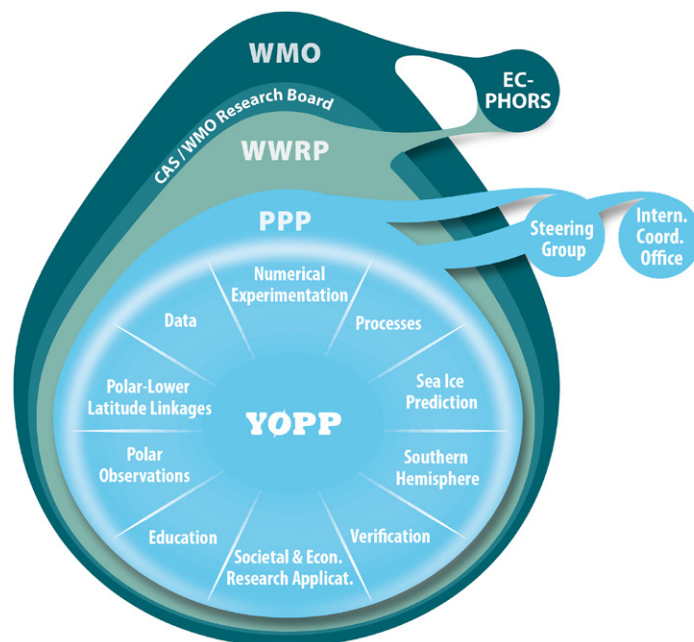 WMO
EC-
PHORS
CAS / WMO Research Board
WWRP
PPP
Steering
Group
Intern.
Coord.
Office
Numerical
Experimentation
Data
Processes
Polar-Lower
Latitude Linkages
Sea Ice
Prediction
YØPP
Polar
Observations
Southern
Hemisphere
Education
Verification
Societal & Econ.
Research Applicat.